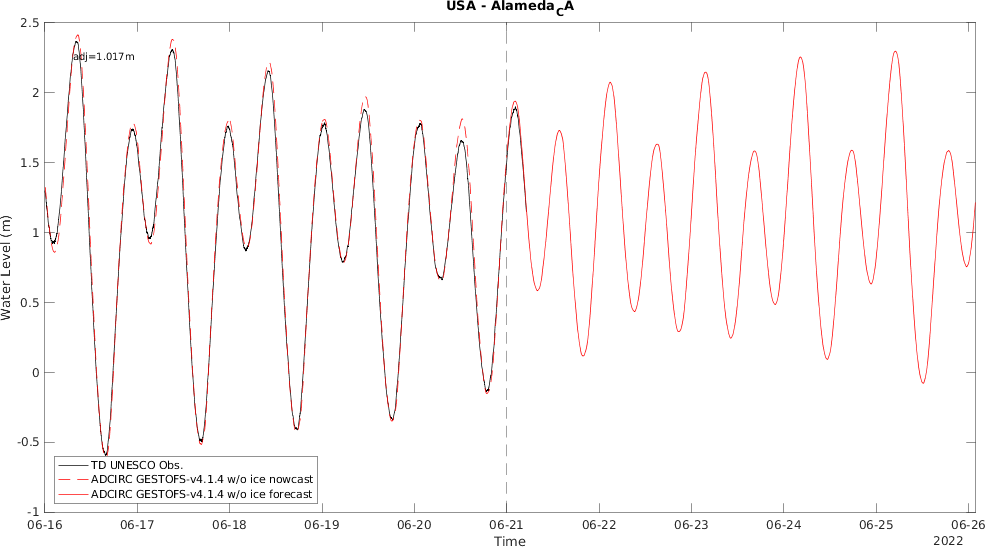 USA - Alameda_CA
adj=1.017m
2.5
2
1.5
1
0.5
0
-0.5
-1
Water Level (m)
TD UNESCO Obs.
ADCIRC GESTOFS-v4.1.4 w/o ice nowcast
ADCIRC GESTOFS-v4.1.4 w/o ice forecast
06-16 06-17 06-18 06-19 06-20 06-21 06-22 06-23 06-24 06-25 06-26
Time
2022